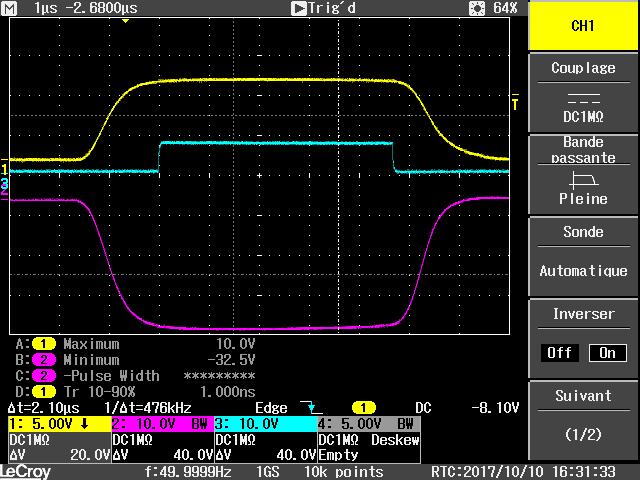 M 1µs -2.6800µs Trig'd 64%
CH1
Couplage
DC1MΩ
Bande
passante
Pleine
Sonde
Automatique
Inverser
Off On
Suivant
(1/2)
T
1
3
2
A: 1 Maximum 10.0V
B: 2 Minimum -32.5V
C: 2 -Pulse Width *********
D: 1 Tr 10-90% 1.000ns
Δt=2.10µs 1/Δt=476kHz Edge 1 DC -8.10V
1: 5.00V ↓ 2: 10.0V BW 3: 10.0V 4: 5.00V BW
DC1MΩ DC1MΩ DC1MΩ DC1MΩ Deskew
ΔV 20.0V ΔV 40.0V ΔV 40.0V Empty
LeCroy f:49.9999Hz 1GS 10k points RTC:2017/10/10 16:31:33